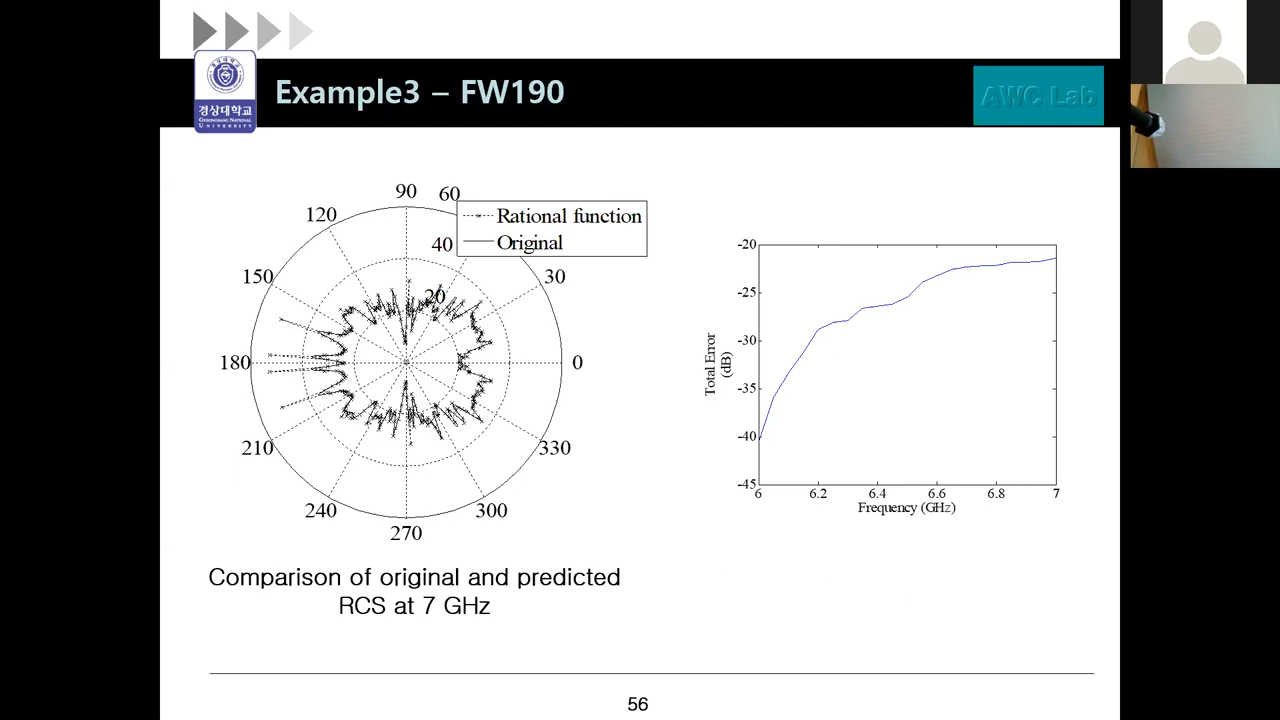 Example3 – FW190
AWC Lab
경상대학교
GYEONGSANG NATIONAL
UNIVERSITY
90
60
120
Rational function
40
Original
150
30
20
180
0
210
330
240
300
270
-20
-25
-30
-35
-40
-45
Total Error
(dB)
6
6.2
6.4
6.6
6.8
7
Frequency (GHz)
Comparison of original and predicted
RCS at 7 GHz
56